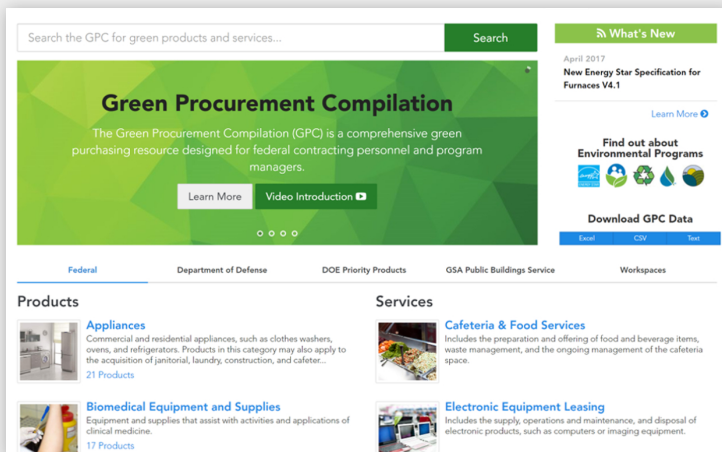 Search the GPC for green products and services...
Search
Green Procurement Compilation
The Green Procurement Compilation (GPC) is a comprehensive green
purchasing resource designed for federal contracting personnel and program
managers.
Learn More
Video Introduction
What's New
April 2017
New Energy Star Specification for
Furnaces V4.1
Learn More
Find out about
Environmental Programs
Download GPC Data
Excel CSV Text
Federal Department of Defense DOE Priority Products GSA Public Buildings Service Workspaces
Products
Appliances
Commercial and residential appliances, such as clothes washers,
ovens, and refrigerators. Products in this category may also apply to
the acquisition of janitorial, laundry, construction, and cafeter...
21 Products
Biomedical Equipment and Supplies
Equipment and supplies that assist with activities and applications of
clinical medicine.
17 Products
Services
Cafeteria & Food Services
Includes the preparation and offering of food and beverage items,
waste management, and the ongoing management of the cafeteria
space.
Electronic Equipment Leasing
Includes the supply, operations and maintenance, and disposal of
electronic products, such as computers or imaging equipment.